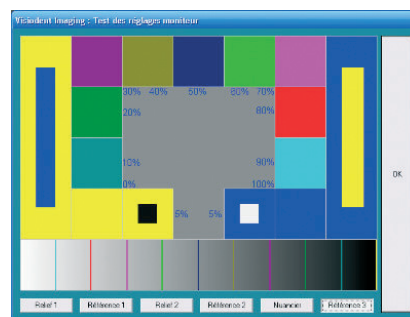 Visiodent Imaging : Test des réglages moniteur
30% 40% 50% 60% 70%
20% 80%
10% 90%
0% 100%
5% 5%
OK
Relief 1 Référence 1 Relief 2 Référence 2 Nuancier Référence 3